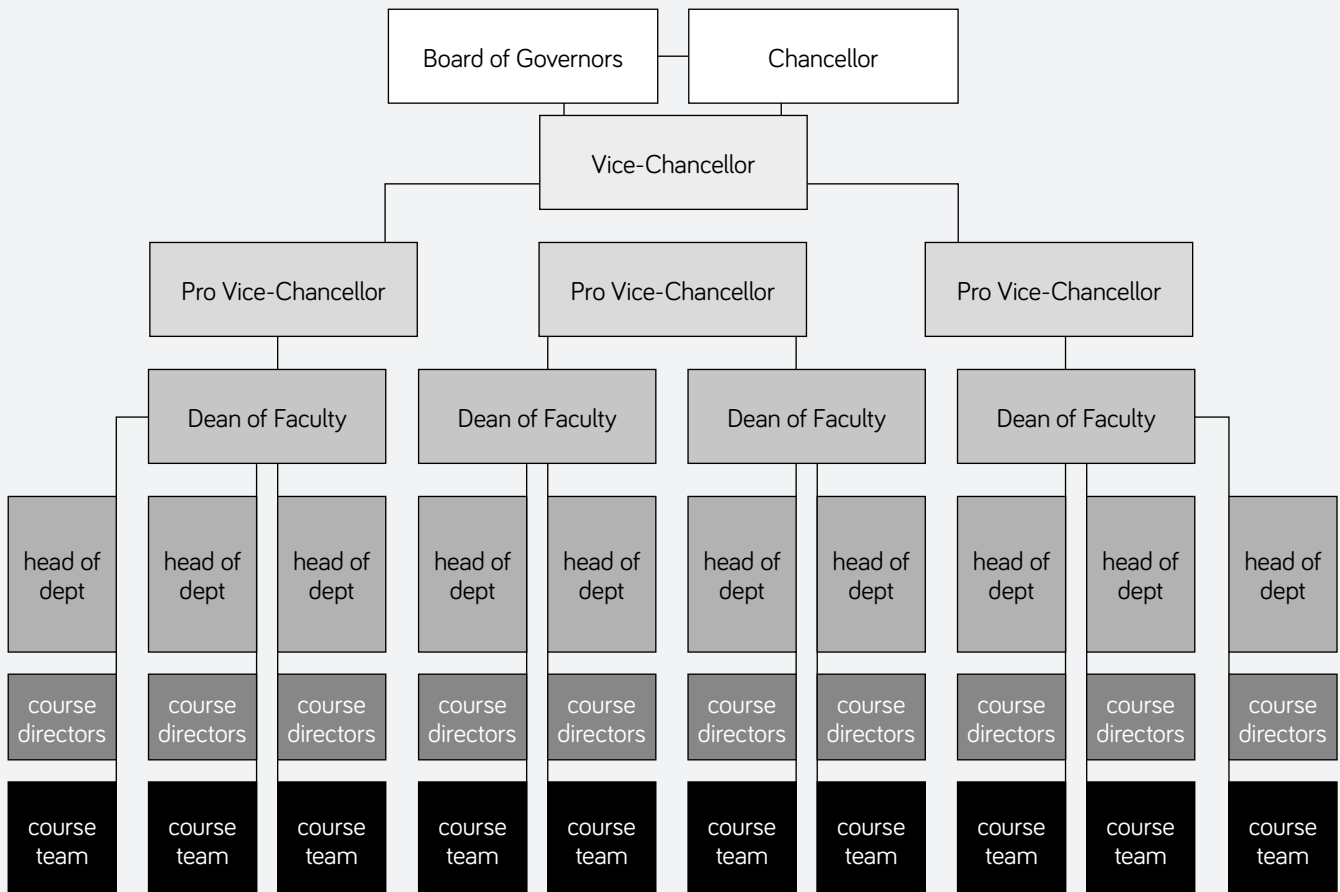 Board of Governors
Chancellor
Vice-Chancellor
Pro Vice-Chancellor
Pro Vice-Chancellor
Pro Vice-Chancellor
Dean of Faculty
Dean of Faculty
Dean of Faculty
Dean of Faculty
head of
dept
head of
dept
head of
dept
head of
dept
head of
dept
head of
dept
head of
dept
head of
dept
head of
dept
head of
dept
course
directors
course
directors
course
directors
course
directors
course
directors
course
directors
course
directors
course
directors
course
directors
course
directors
course
team
course
team
course
team
course
team
course
team
course
team
course
team
course
team
course
team
course
team